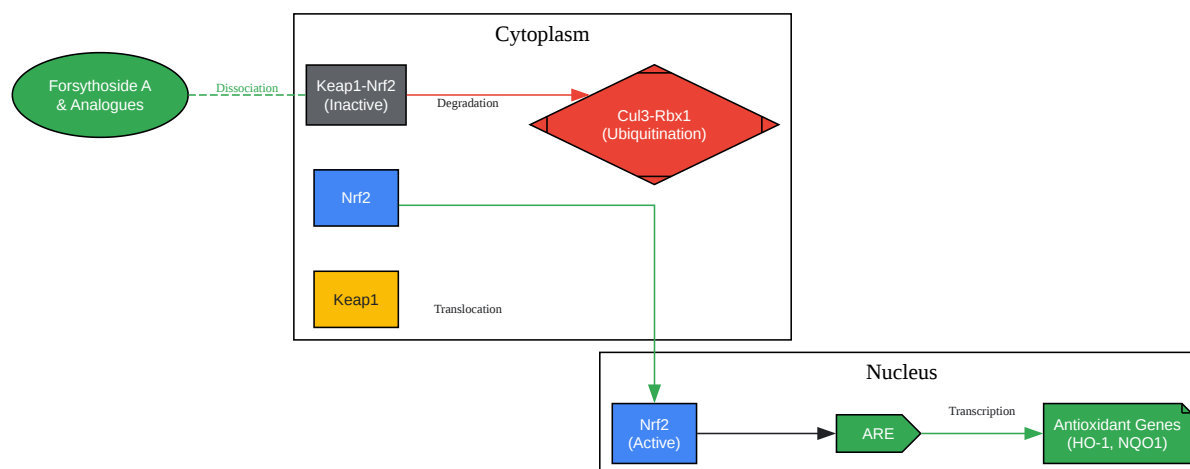 Cytoplasm
Forsythoside A
& Analogues
Dissociation
Keap1-Nrf2
(Inactive)
Degradation
Cul3-Rbx1
(Ubiquitination)
Nrf2
Keap1
Translocation
Nucleus
Nrf2
(Active)
ARE
Transcription
Antioxidant Genes
(HO-1, NQO1)